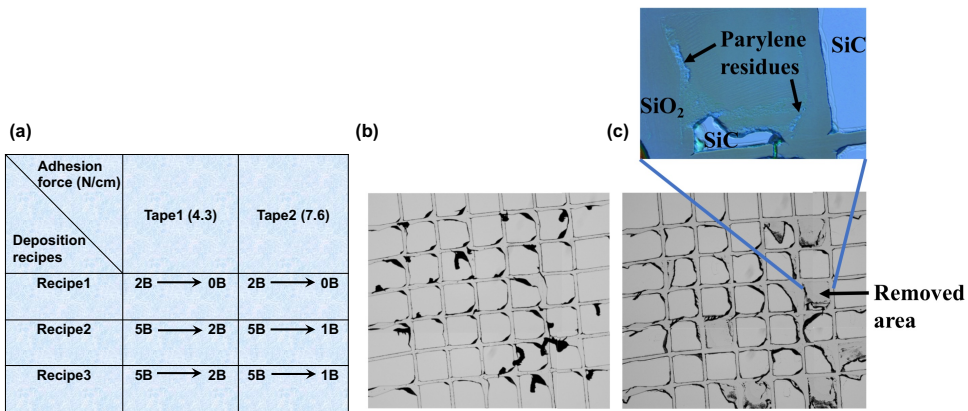 (a)
Adhesion
force (N/cm)
Deposition
recipes
Tape1 (4.3)
Tape2 (7.6)
Recipe1
2B ⟶ 0B
2B ⟶ 0B
Recipe2
5B ⟶ 2B
5B ⟶ 1B
Recipe3
5B ⟶ 2B
5B ⟶ 1B
(b)
(c)
Parylene
residues
SiC
SiO₂
SiC
Removed
area